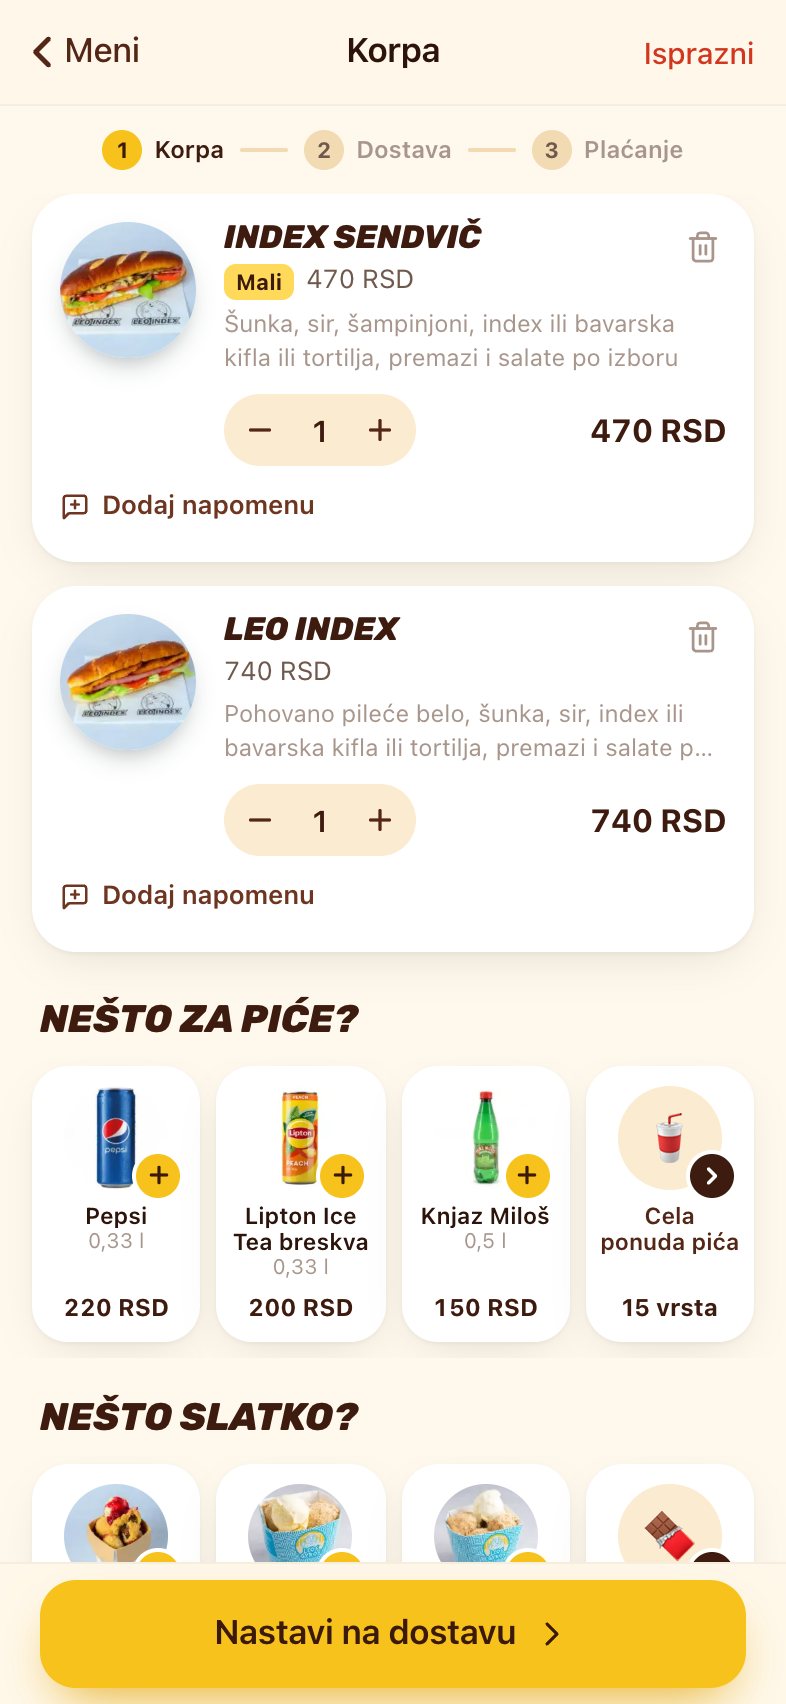 Meni
Korpa
Isprazni
1 Korpa
2 Dostava
3 Plaćanje
INDEX SENDVIČ
Mali 470 RSD
Šunka, sir, šampinjoni, index ili bavarska
kifla ili tortilja, premazi i salate po izboru
− 1 +
470 RSD
Dodaj napomenu
LEO INDEX
740 RSD
Pohovano pileće belo, šunka, sir, index ili
bavarska kifla ili tortilja, premazi i salate p...
− 1 +
740 RSD
Dodaj napomenu
NEŠTO ZA PIĆE?
pepsi
Pepsi
0,33 l
220 RSD
PEACH
Lipton
PEACH
Lipton Ice
Tea breskva
0,33 l
200 RSD
Knjaz Miloš
0,5 l
150 RSD
Cela
ponuda pića
15 vrsta
NEŠTO SLATKO?
Nastavi na dostavu